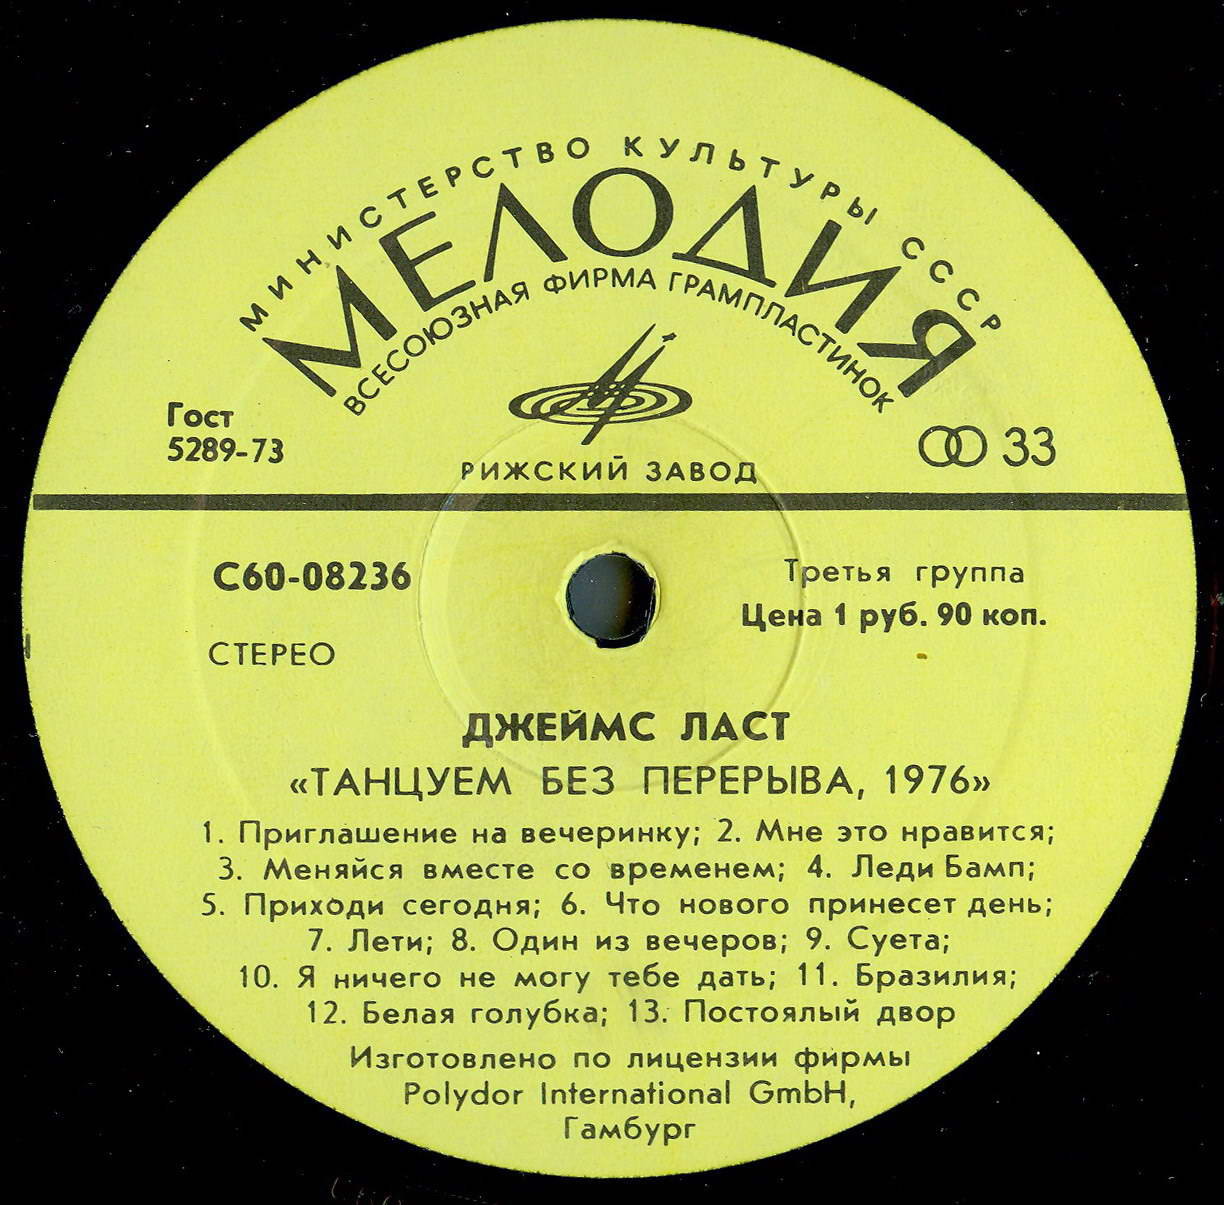 МИНИСТЕРСТВО КУЛЬТУРЫ СССР
МЕЛОДИЯ
ВСЕСОЮЗНАЯ ФИРМА ГРАМПЛАСТИНОК
Гост
5289-73
33
РИЖСКИЙ ЗАВОД
С60-08236
Третья группа
Цена 1 руб. 90 коп.
СТЕРЕО
ДЖЕЙМС ЛАСТ
«ТАНЦУЕМ БЕЗ ПЕРЕРЫВА, 1976»
1. Приглашение на вечеринку; 2. Мне это нравится;
3. Меняйся вместе со временем; 4. Леди Бамп;
5. Приходи сегодня; 6. Что нового принесет день;
7. Лети; 8. Один из вечеров; 9. Суета;
10. Я ничего не могу тебе дать; 11. Бразилия;
12. Белая голубка; 13. Постоялый двор
Изготовлено по лицензии фирмы
Polydor International GmbH,
Гамбург